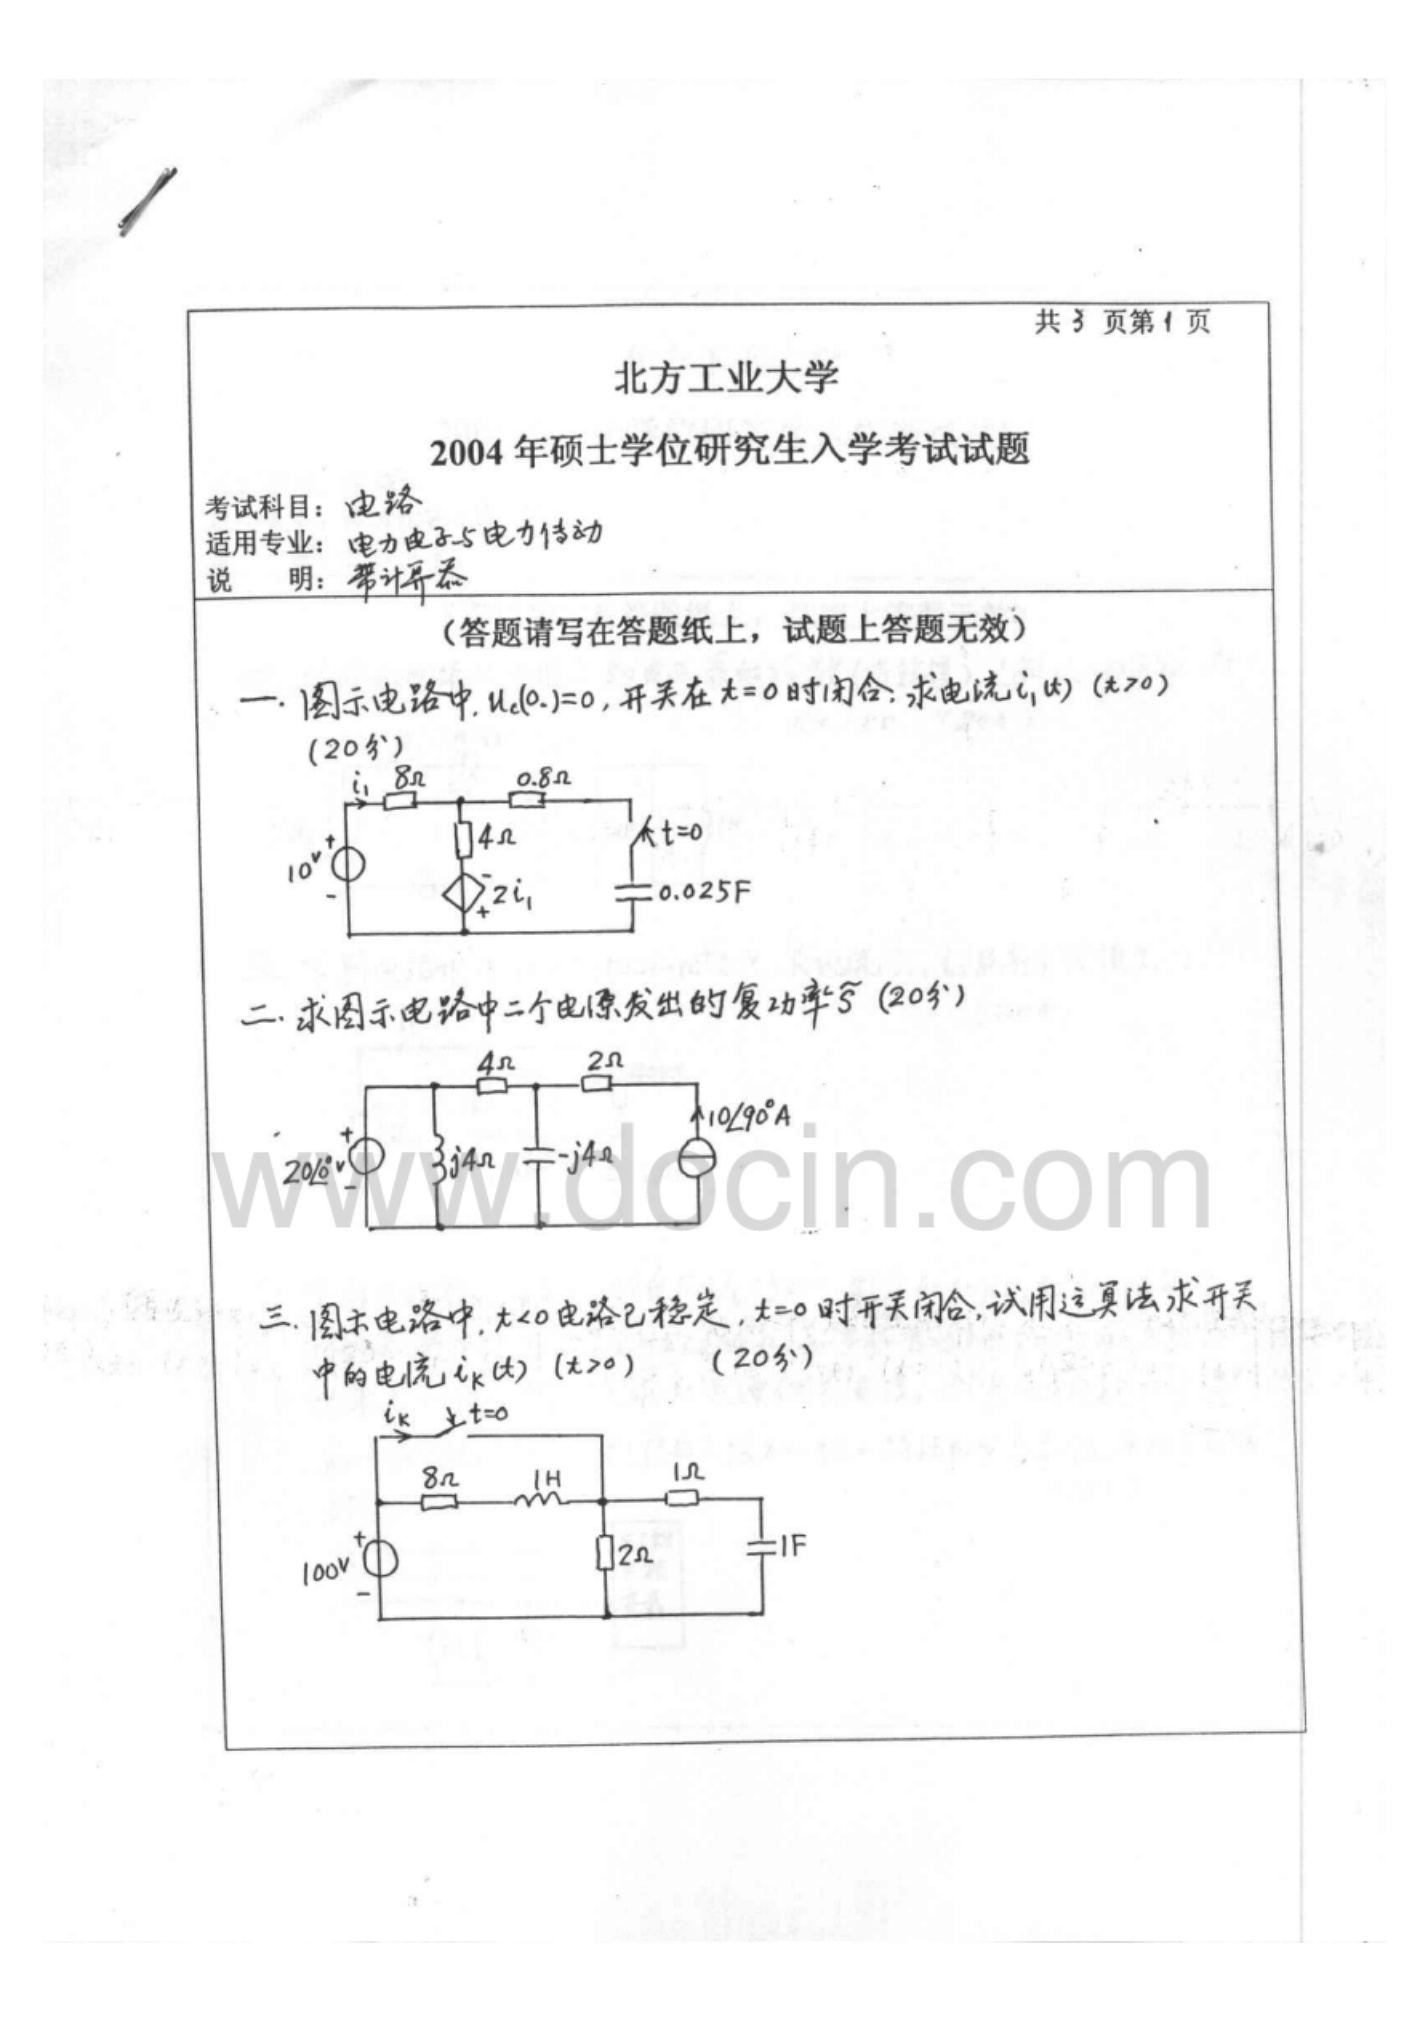 共 3 页第 1 页
北方工业大学
2004 年硕士学位研究生入学考试试题
考试科目: 电路
适用专业: 电力电子与电力传动
说 明: 带计算器
(答题请写在答题纸上, 试题上答题无效)
一. 图示电路中, uc(0-)=0, 开关在 t=0 时闭合; 求电流 i1(t) (t>0)
(20分)
i1 8Ω 0.8Ω
+ 4Ω t=0
10V
- 2i1 +
- 0.025F
二. 求图示电路中二个电源发出的复功率S̃ (20分)
4Ω 2Ω
10∠90°A
+
20∠0°V j4Ω -j4Ω
-
www.docin.com
三. 图示电路中, t<0 电路已稳定, t=0 时开关闭合, 试用运算法求开关
中的电流 iK(t) (t>0) (20分)
iK t=0
8Ω 1H 1Ω
+
100V 2Ω 1F
-